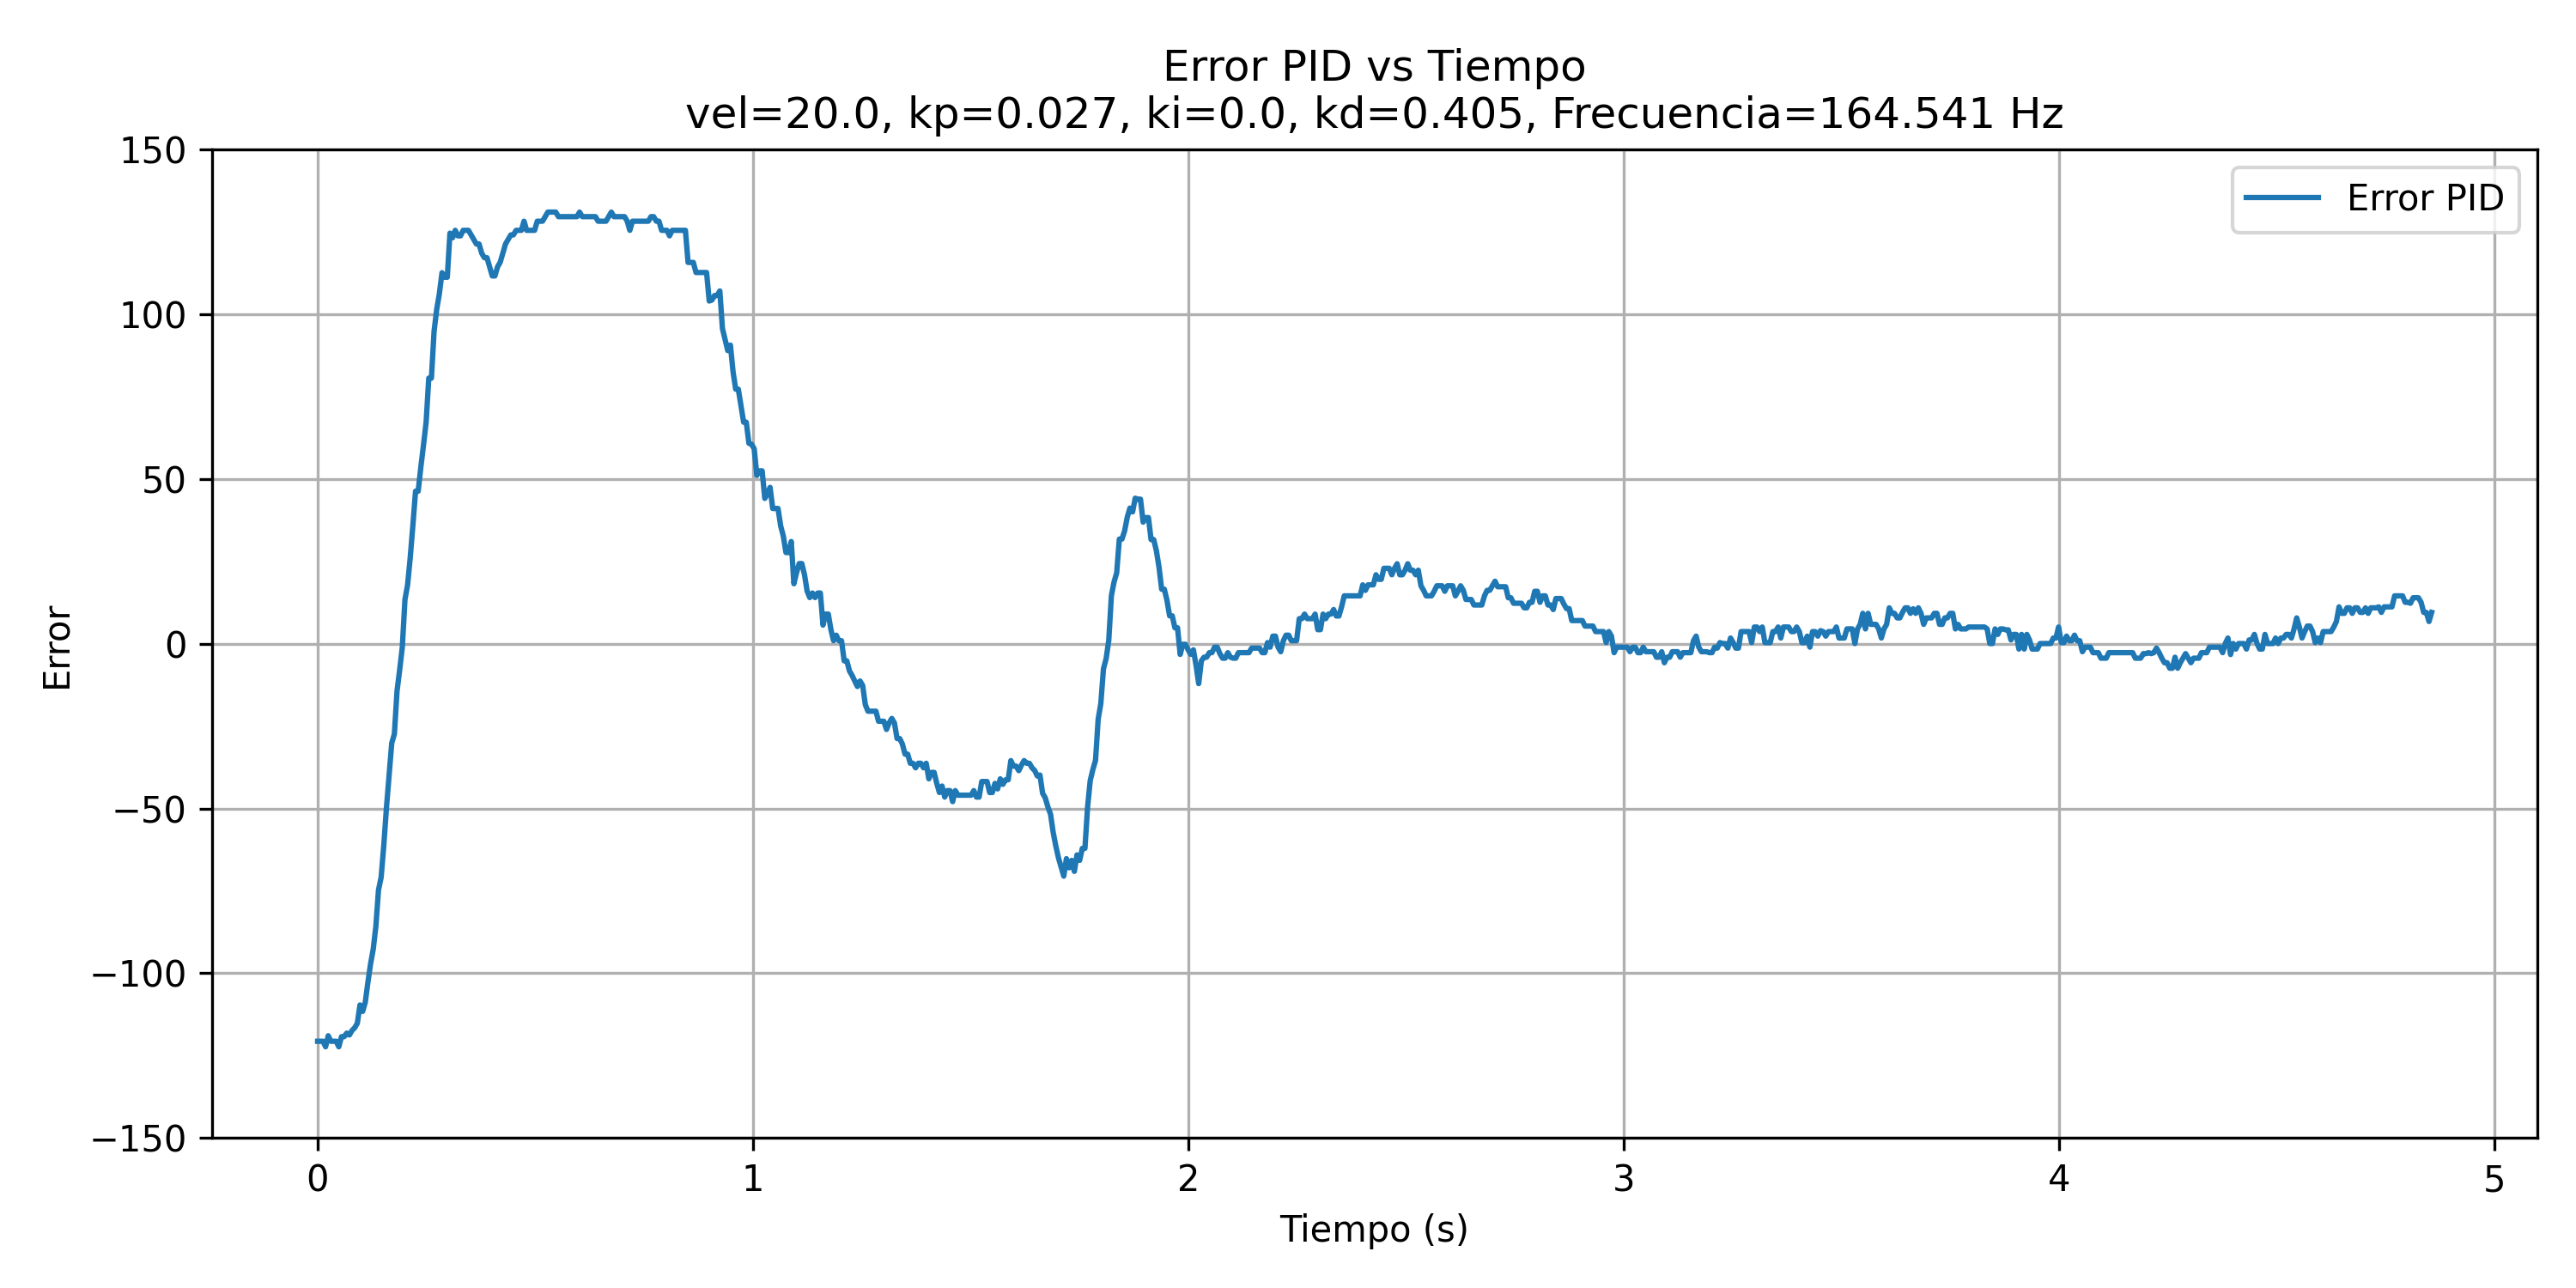 Error PID vs Tiempo
vel=20.0, kp=0.027, ki=0.0, kd=0.405, Frecuencia=164.541 Hz
Error PID
150
100
50
0
−50
−100
−150
Error
0 1 2 3 4 5
Tiempo (s)